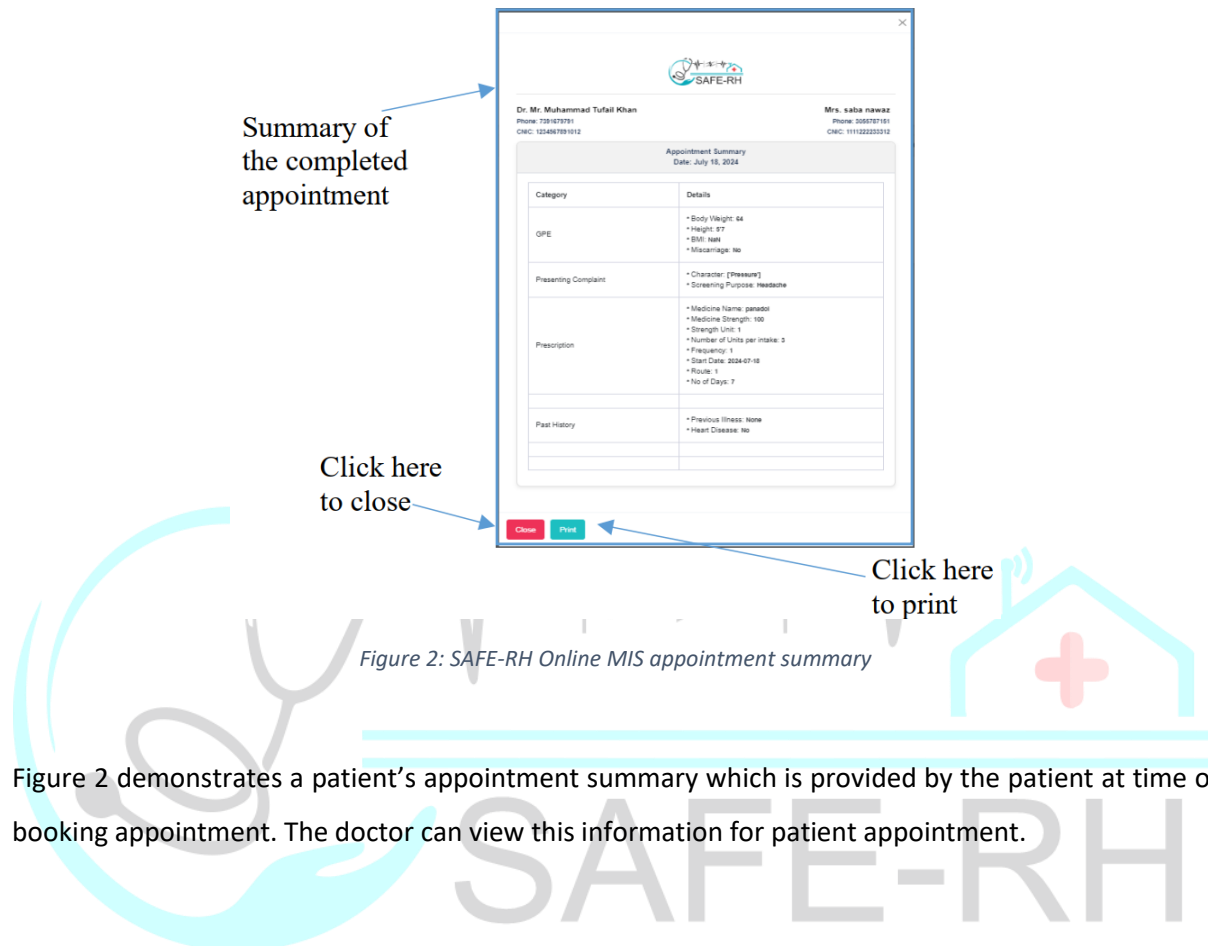 ×
SAFE-RH
Dr. Mr. Muhammad Tufail Khan
Mrs. saba nawaz
Phone: 7391679791
Phone: 3055787151
CNIC: 1234567891012
CNIC: 1111222233312
Summary of
the completed
appointment
Appointment Summary
Date: July 18, 2024
Category
Details
GPE
* Body Weight: 64
* Height: 5'7
* BMI: NaN
* Miscarriage: No
Presenting Complaint
* Character: ['Pressure']
* Screening Purpose: Headache
Prescription
* Medicine Name: panadol
* Medicine Strength: 100
* Strength Unit: 1
* Number of Units per intake: 3
* Frequency: 1
* Start Date: 2024-07-18
* Route: 1
* No of Days: 7
Past History
* Previous Illness: None
* Heart Disease: No
Click here
to close
Close
Print
Click here
to print
Figure 2: SAFE-RH Online MIS appointment summary
Figure 2 demonstrates a patient's appointment summary which is provided by the patient at time o
booking appointment. The doctor can view this information for patient appointment.
SAFE-RH